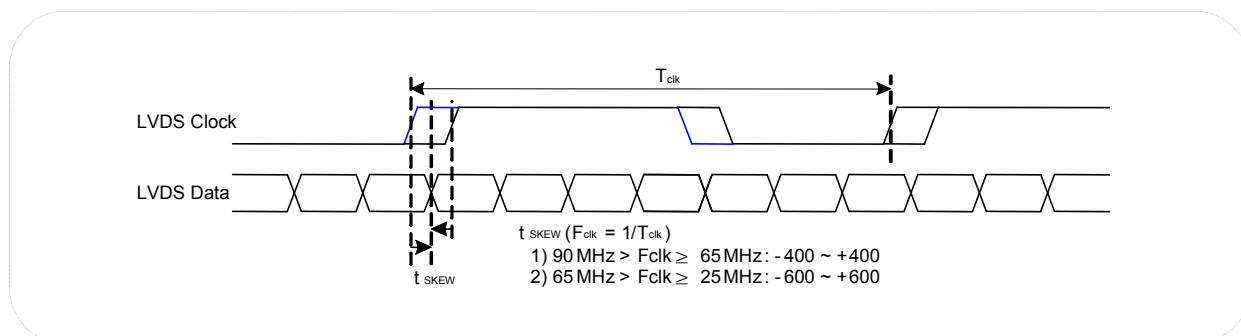 Tclk
LVDS Clock
LVDS Data
t SKEW (Fclk = 1/Tclk)
1) 90 MHz > Fclk ≥ 65 MHz: -400 ~ +400
2) 65 MHz > Fclk ≥ 25 MHz: -600 ~ +600
t SKEW